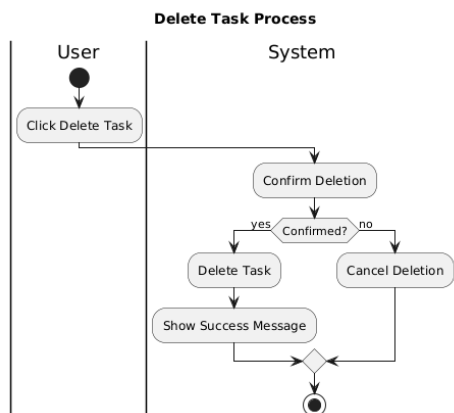 Delete Task Process
User
System
Click Delete Task
Confirm Deletion
yes
Confirmed?
no
Delete Task
Cancel Deletion
Show Success Message